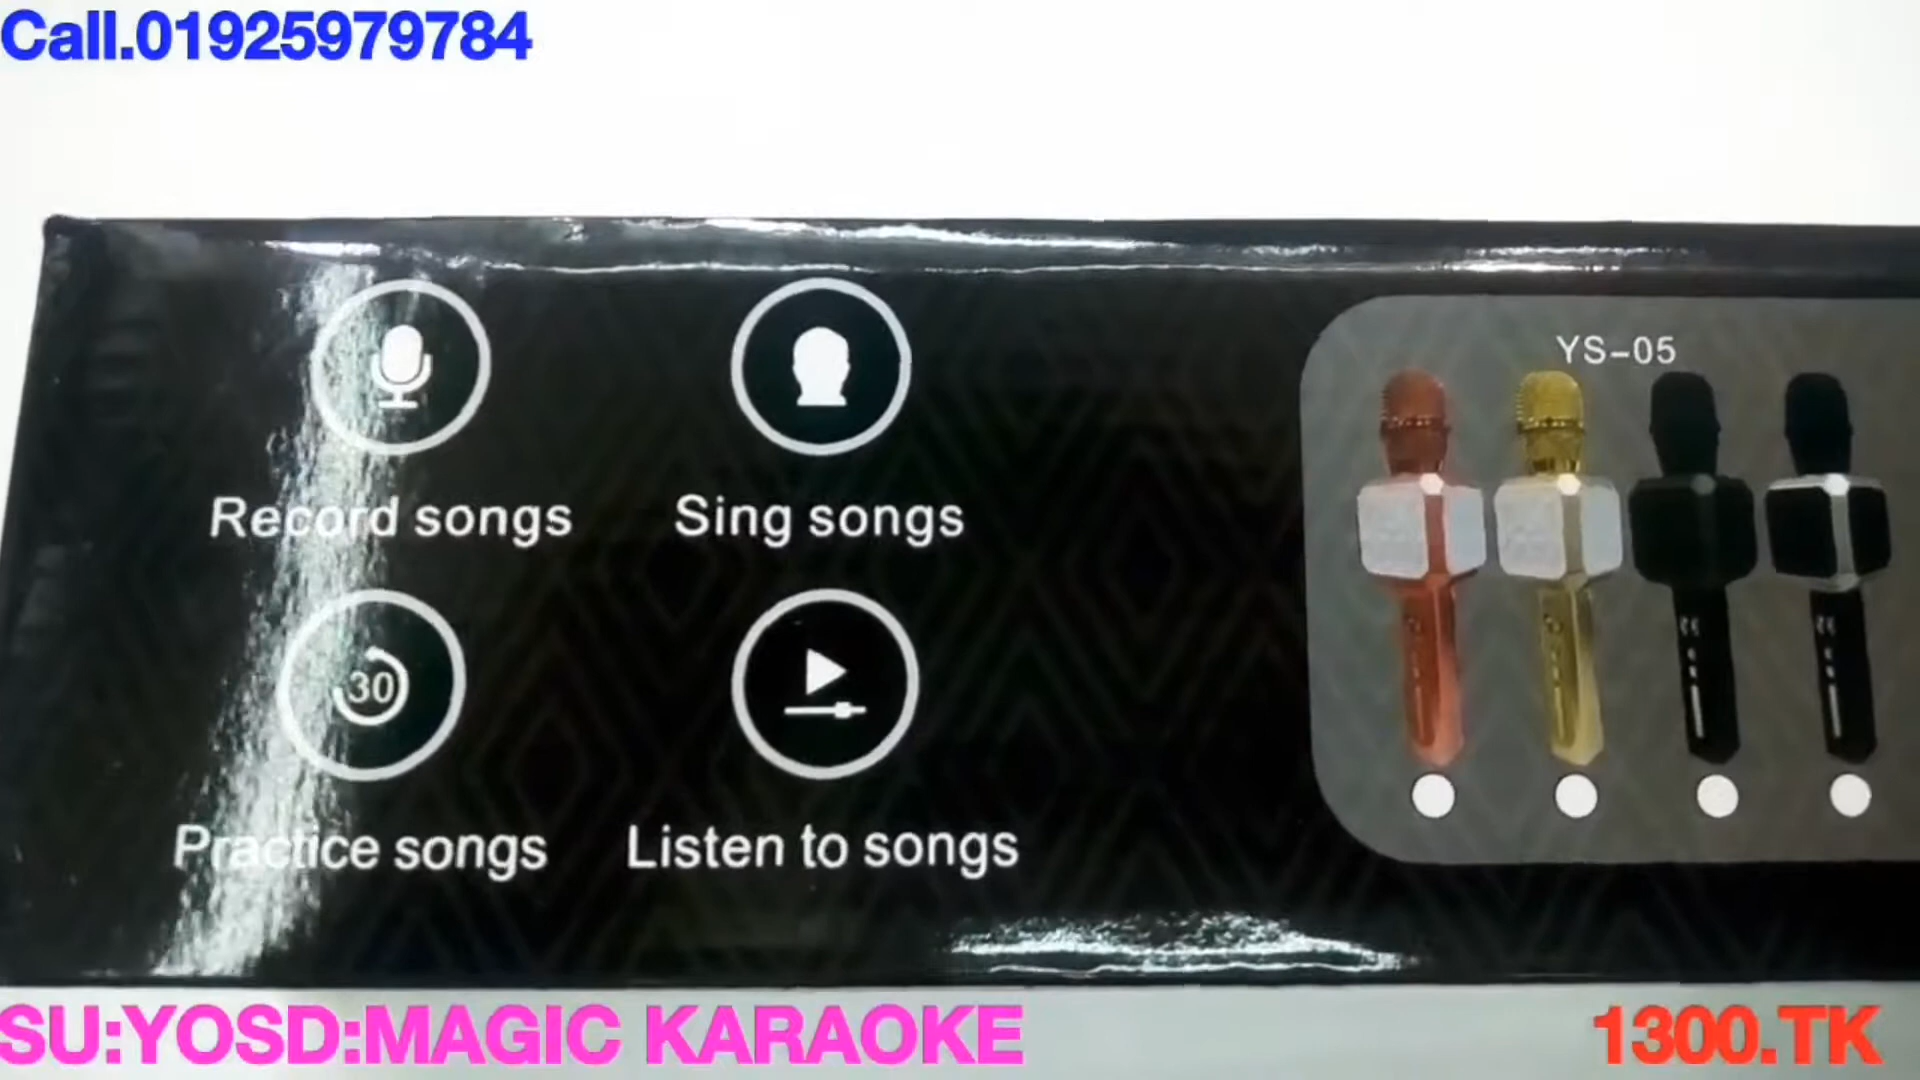 Call.01925979784
YS-05
Record songs
Sing songs
30
Practice songs
Listen to songs
SU:YOSD:MAGIC KARAOKE
1300.TK